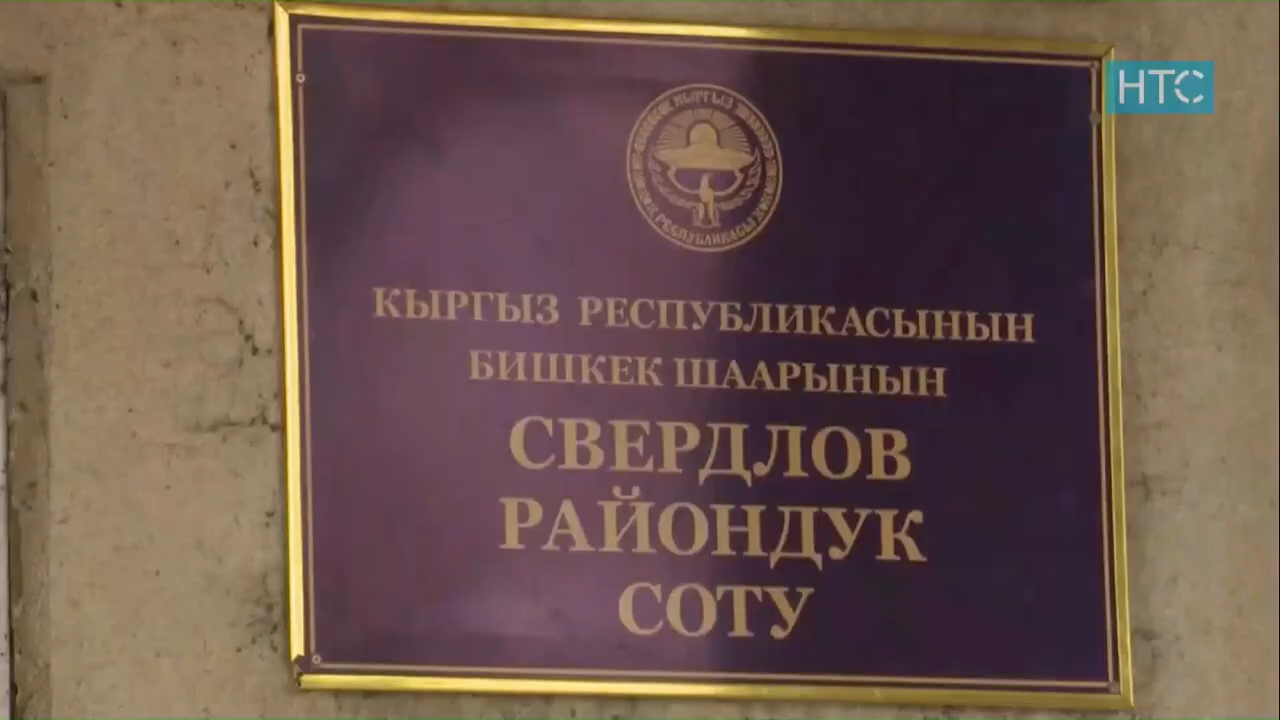 НТС
КЫРГЫЗ
РЕСПУБЛИКАСЫ
КЫРГЫЗ РЕСПУБЛИКАСЫНЫН
БИШКЕК ШААРЫНЫН
СВЕРДЛОВ
РАЙОНДУК
СОТУ